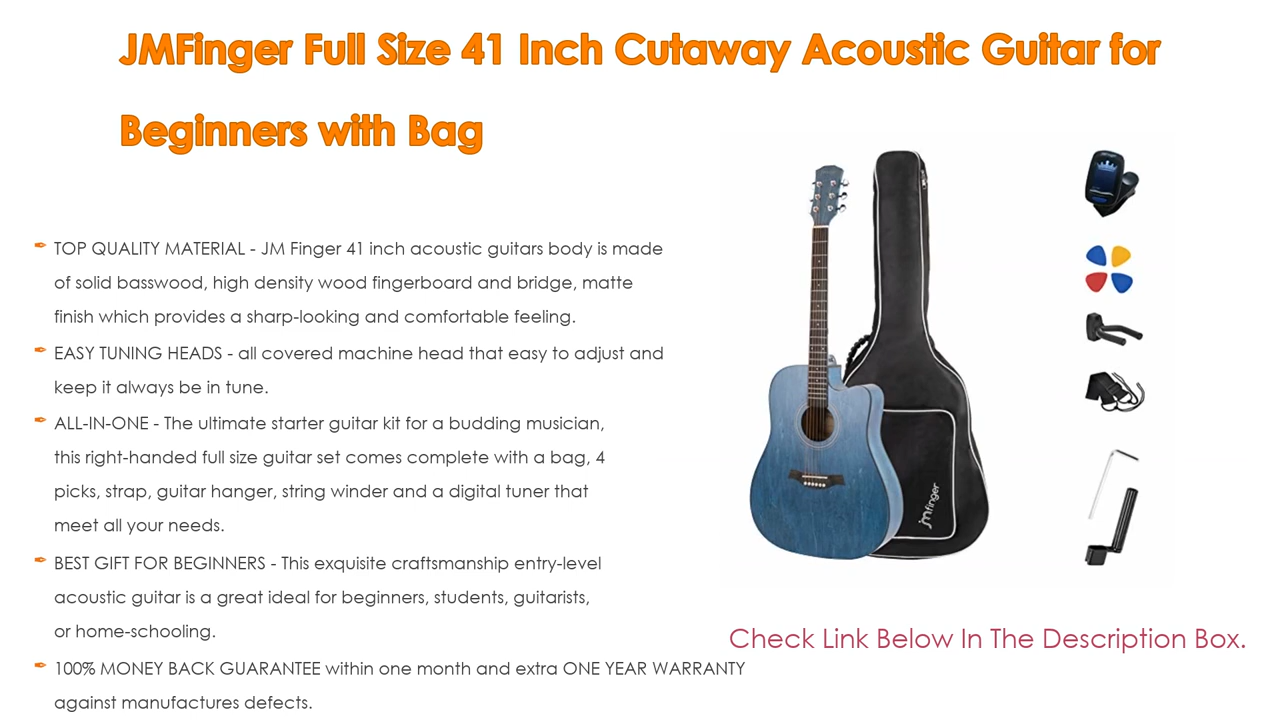 JMFinger Full Size 41 Inch Cutaway Acoustic Guitar for
Beginners with Bag
TOP QUALITY MATERIAL - JM Finger 41 inch acoustic guitars body is made
of solid basswood, high density wood fingerboard and bridge, matte
finish which provides a sharp-looking and comfortable feeling.
EASY TUNING HEADS - all covered machine head that easy to adjust and
keep it always be in tune.
ALL-IN-ONE - The ultimate starter guitar kit for a budding musician,
this right-handed full size guitar set comes complete with a bag, 4
picks, strap, guitar hanger, string winder and a digital tuner that
meet all your needs.
BEST GIFT FOR BEGINNERS - This exquisite craftsmanship entry-level
acoustic guitar is a great ideal for beginners, students, guitarists,
or home-schooling.
100% MONEY BACK GUARANTEE within one month and extra ONE YEAR WARRANTY
against manufactures defects.
jmfinger
Check Link Below In The Description Box.